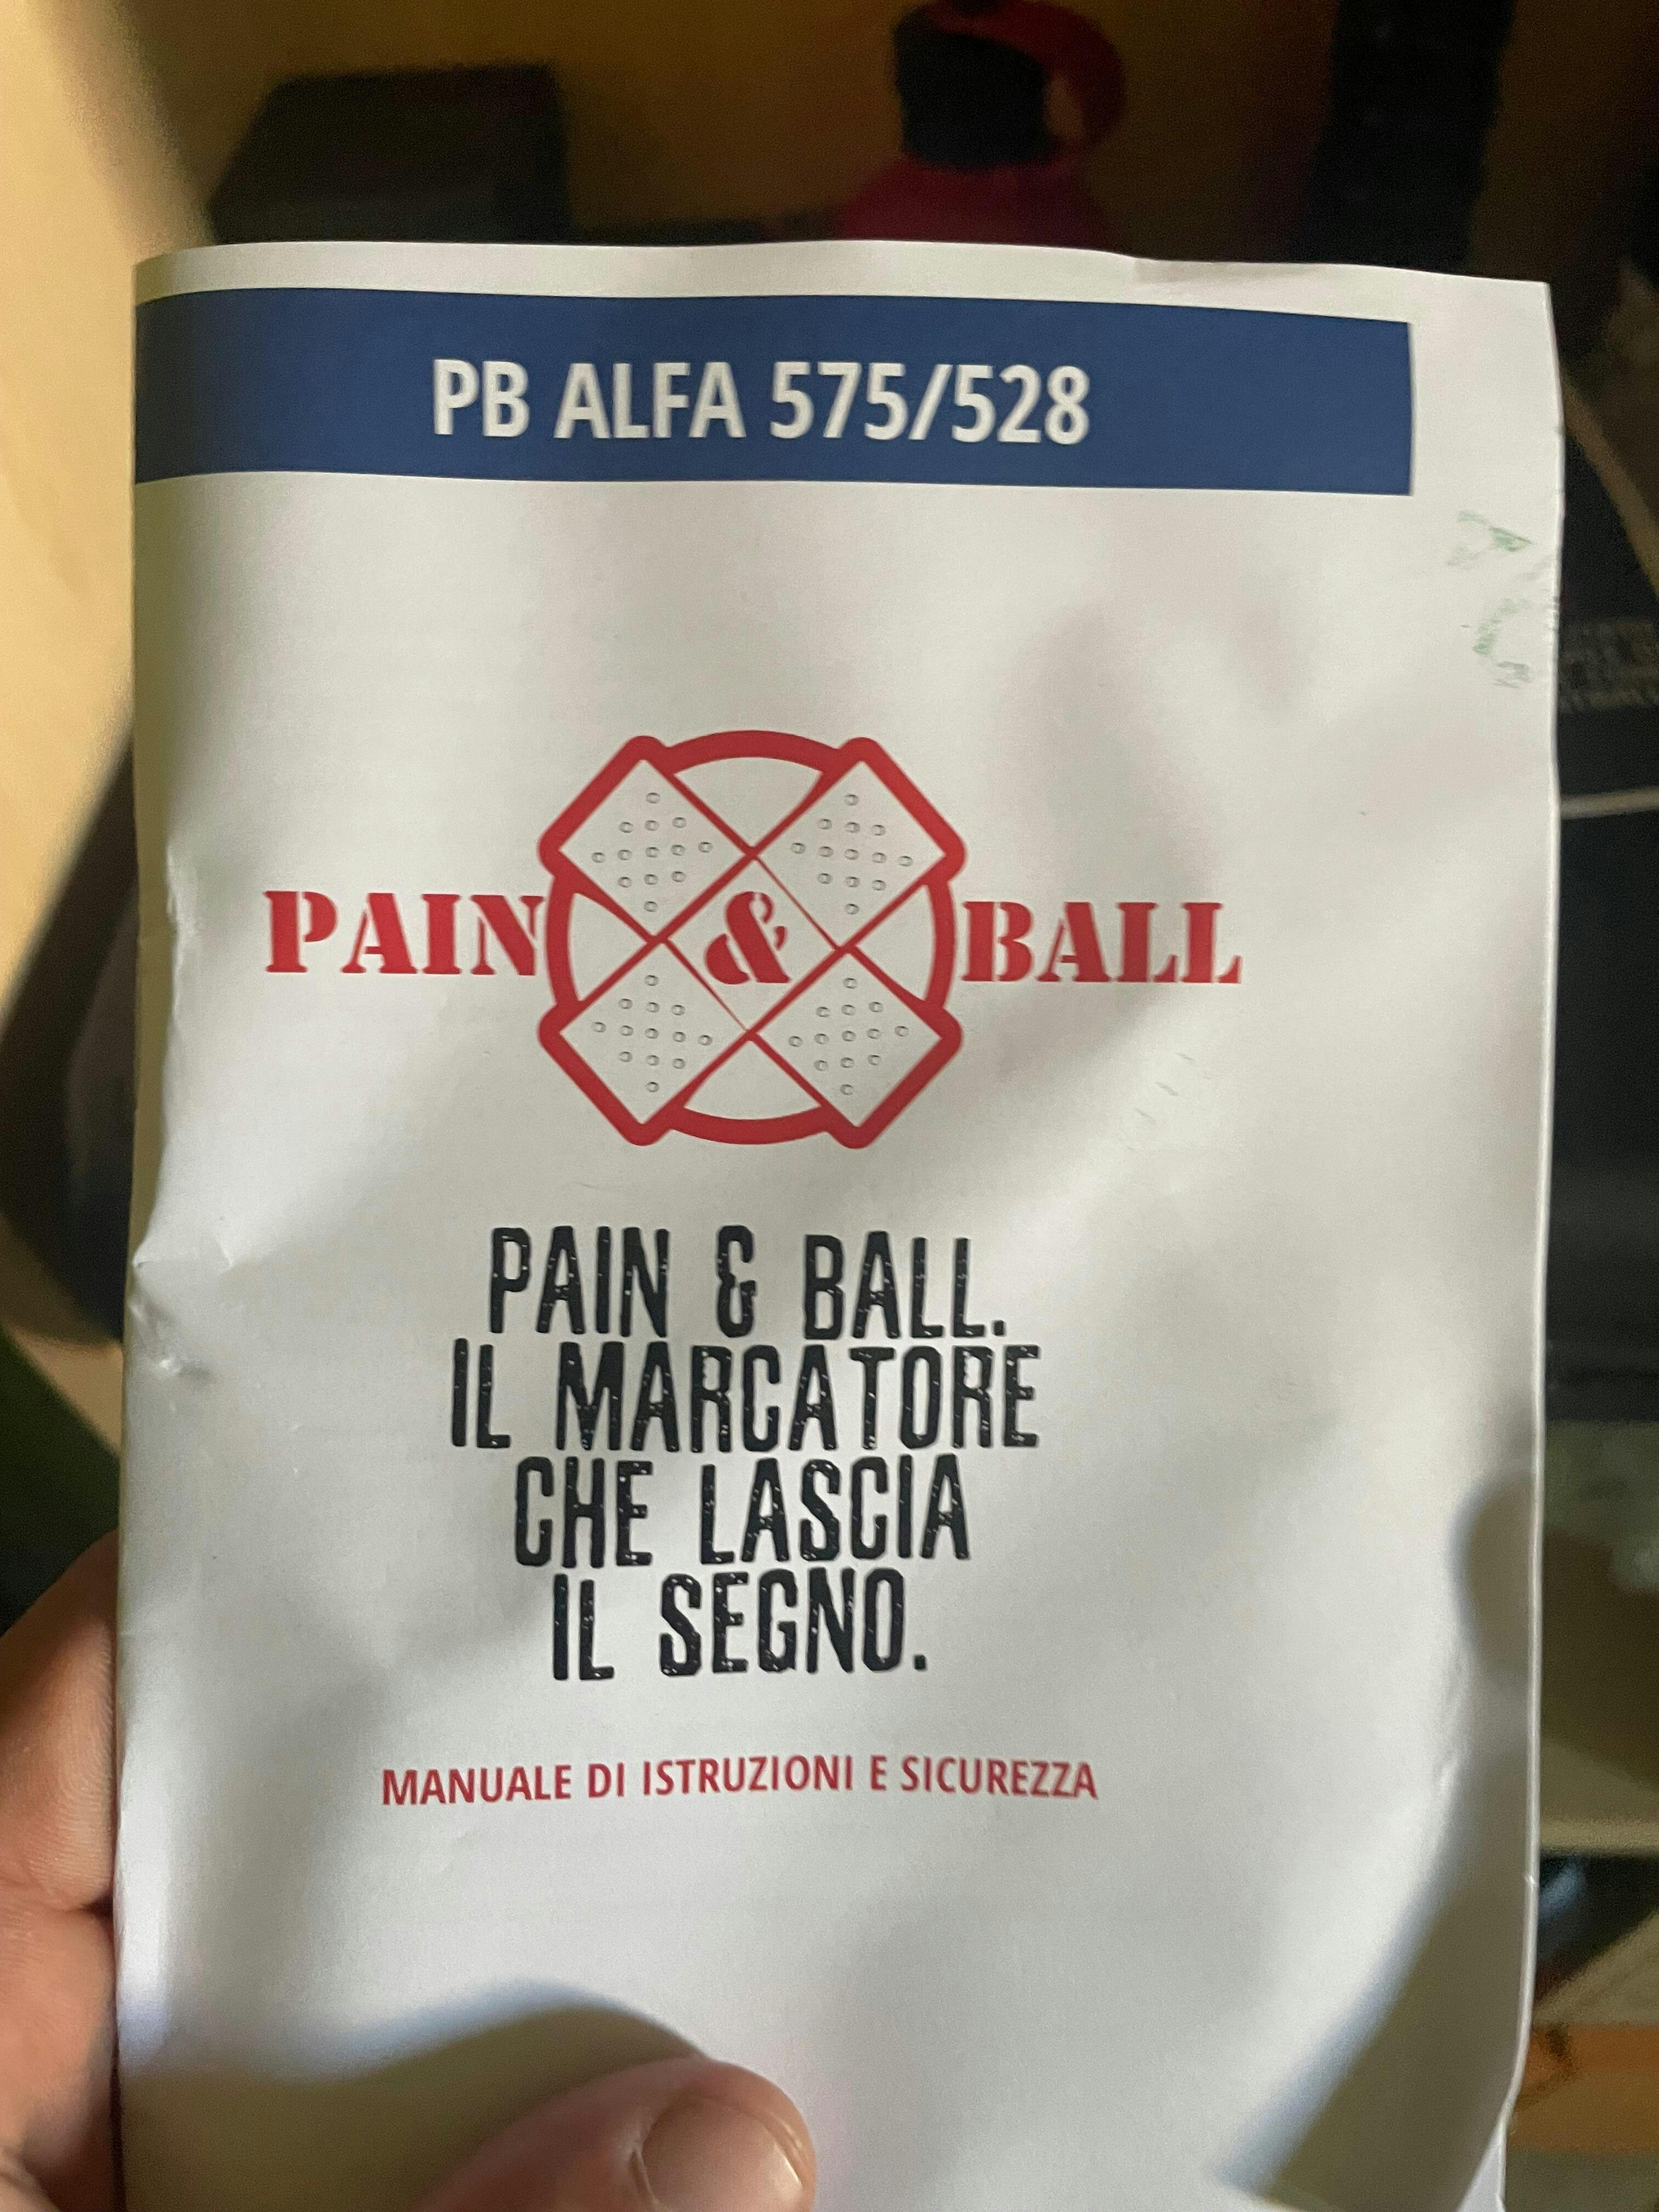 PB ALFA 575/528
PAIN & BALL
PAIN & BALL.
IL MARCATORE
CHE LASCIA
IL SEGNO.
MANUALE DI ISTRUZIONI E SICUREZZA